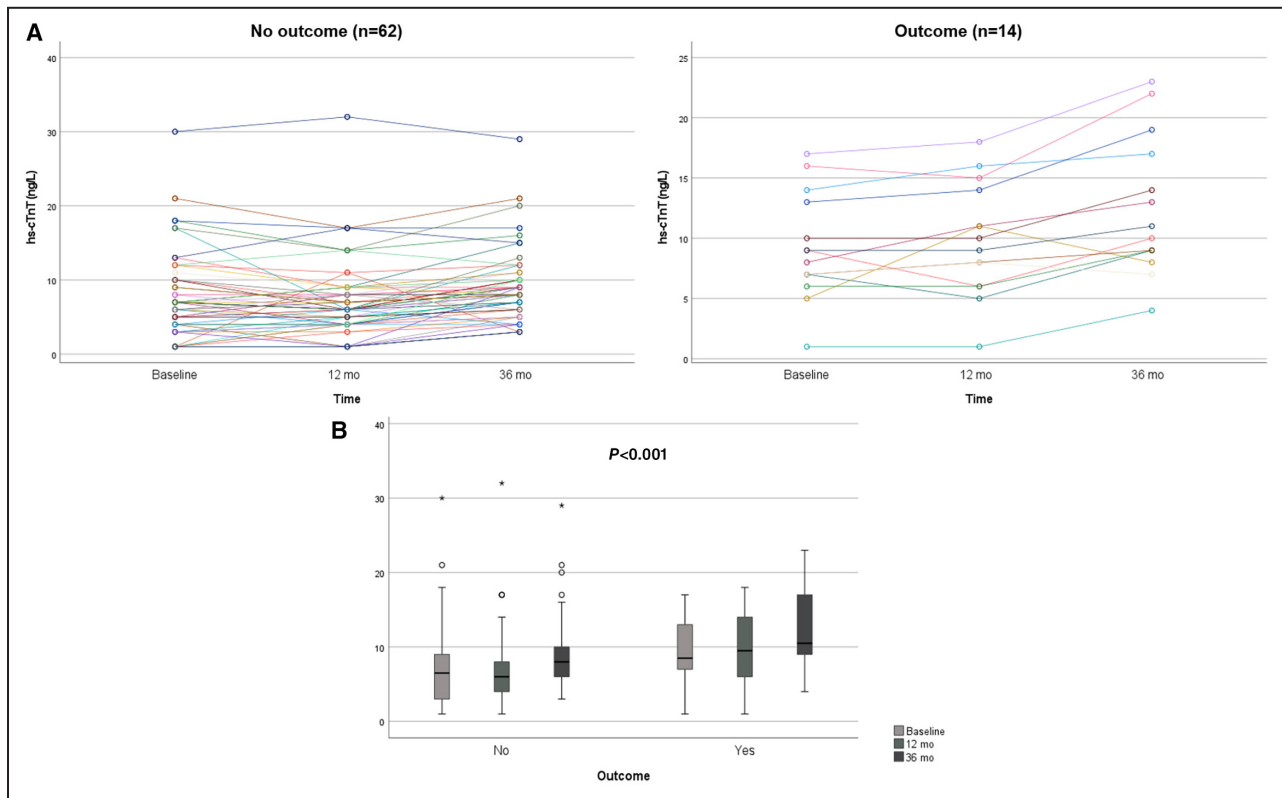 A
No outcome (n=62)
hs-cTnT (ng/L)
40
30
20
10
0
Baseline
12 mo
36 mo
Time
Outcome (n=14)
hs-cTnT (ng/L)
25
20
15
10
5
0
Baseline
12 mo
36 mo
Time
B
P<0.001
40
30
20
10
0
No
Yes
Outcome
Baseline
12 mo
36 mo